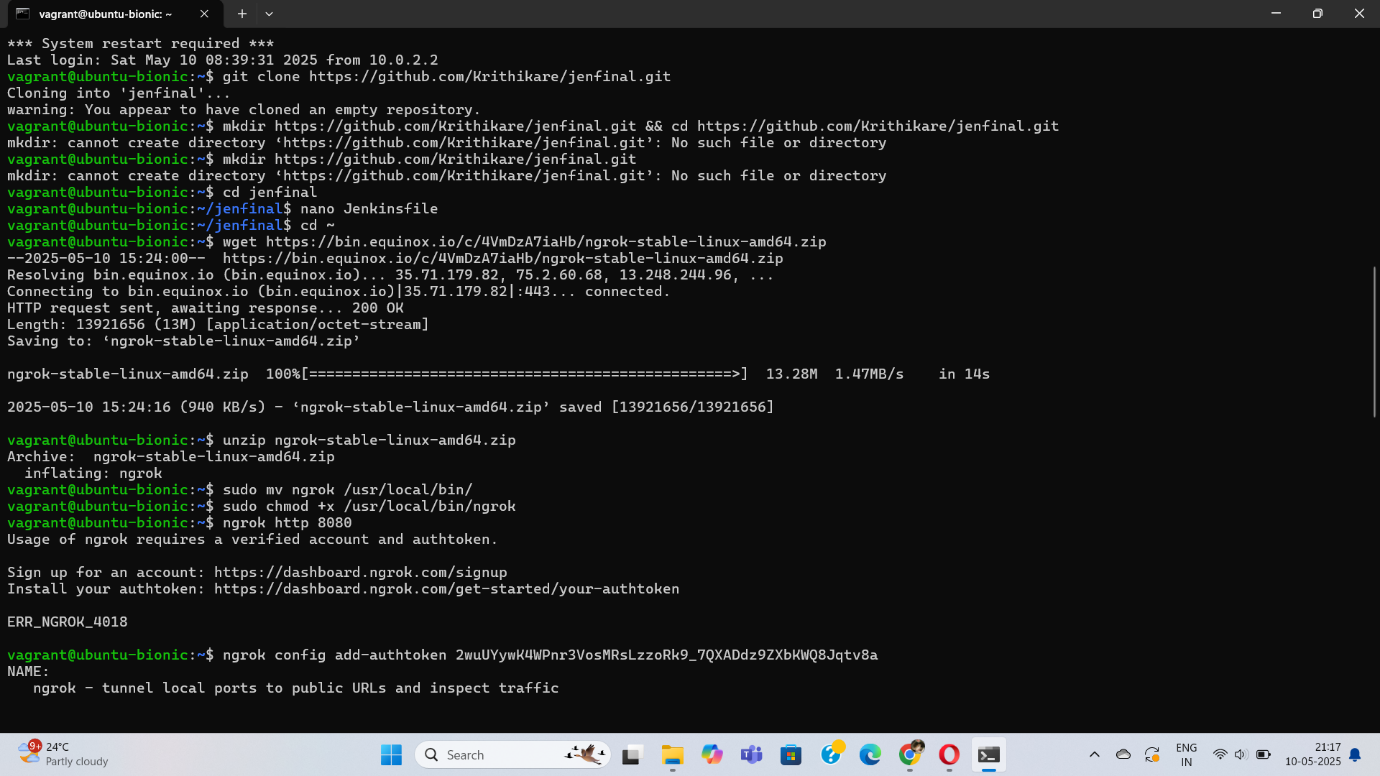 vagrant@ubuntu-bionic: ~
*** System restart required ***
Last login: Sat May 10 08:39:31 2025 from 10.0.2.2
vagrant@ubuntu-bionic:~$ git clone https://github.com/Krithikare/jenfinal.git
Cloning into 'jenfinal'...
warning: You appear to have cloned an empty repository.
vagrant@ubuntu-bionic:~$ mkdir https://github.com/Krithikare/jenfinal.git && cd https://github.com/Krithikare/jenfinal.git
mkdir: cannot create directory ‘https://github.com/Krithikare/jenfinal.git’: No such file or directory
vagrant@ubuntu-bionic:~$ mkdir https://github.com/Krithikare/jenfinal.git
mkdir: cannot create directory ‘https://github.com/Krithikare/jenfinal.git’: No such file or directory
vagrant@ubuntu-bionic:~$ cd jenfinal
vagrant@ubuntu-bionic:~/jenfinal$ nano Jenkinsfile
vagrant@ubuntu-bionic:~/jenfinal$ cd ~
vagrant@ubuntu-bionic:~$ wget https://bin.equinox.io/c/4VmDzA7iaHb/ngrok-stable-linux-amd64.zip
--2025-05-10 15:24:00--  https://bin.equinox.io/c/4VmDzA7iaHb/ngrok-stable-linux-amd64.zip
Resolving bin.equinox.io (bin.equinox.io)... 35.71.179.82, 75.2.60.68, 13.248.244.96, ...
Connecting to bin.equinox.io (bin.equinox.io)|35.71.179.82|:443... connected.
HTTP request sent, awaiting response... 200 OK
Length: 13921656 (13M) [application/octet-stream]
Saving to: ‘ngrok-stable-linux-amd64.zip’
ngrok-stable-linux-amd64.zip  100%[=================================================>]  13.28M  1.47MB/s    in 14s
2025-05-10 15:24:16 (940 KB/s) - ‘ngrok-stable-linux-amd64.zip’ saved [13921656/13921656]
vagrant@ubuntu-bionic:~$ unzip ngrok-stable-linux-amd64.zip
Archive:  ngrok-stable-linux-amd64.zip
  inflating: ngrok
vagrant@ubuntu-bionic:~$ sudo mv ngrok /usr/local/bin/
vagrant@ubuntu-bionic:~$ sudo chmod +x /usr/local/bin/ngrok
vagrant@ubuntu-bionic:~$ ngrok http 8080
Usage of ngrok requires a verified account and authtoken.
Sign up for an account: https://dashboard.ngrok.com/signup
Install your authtoken: https://dashboard.ngrok.com/get-started/your-authtoken
ERR_NGROK_4018
vagrant@ubuntu-bionic:~$ ngrok config add-authtoken 2wuUYywK4WPnr3VosMRsLzzoRk9_7QXADdz9ZXbKWQ8Jqtv8a
NAME:
   ngrok - tunnel local ports to public URLs and inspect traffic
9+
24°C
Partly cloudy
Search
ENG
IN
21:17
10-05-2025